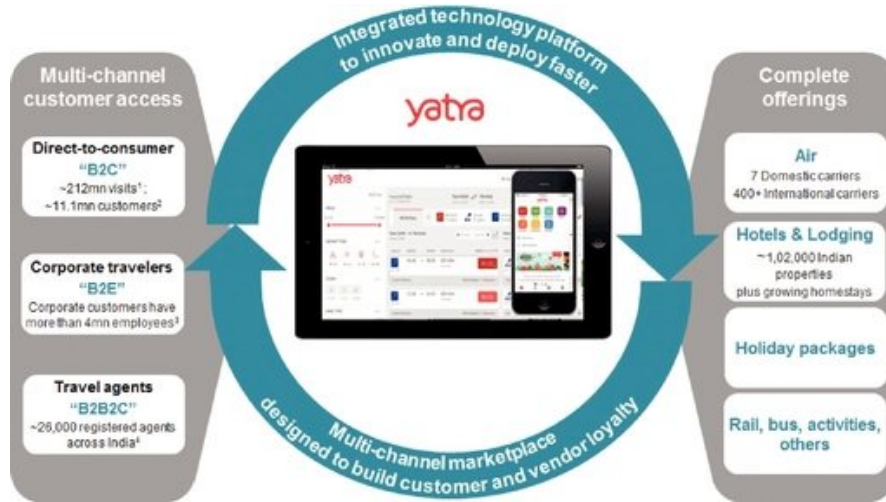 Integrated technology platform
to innovate and deploy faster
Multi-channel
customer access
Direct-to-consumer
“B2C”
~212mn visits¹;
~11.1mn customers²
Corporate travelers
“B2E”
Corporate customers have
more than 4mn employees³
Travel agents
“B2B2C”
~26,000 registered agents
across India⁴
yatra
yatra
Multi-channel marketplace
designed to build customer and vendor loyalty
Complete
offerings
Air
7 Domestic carriers
400+ International carriers
Hotels & Lodging
~1,02,000 Indian
properties
plus growing homestays
Holiday packages
Rail, bus, activities,
others